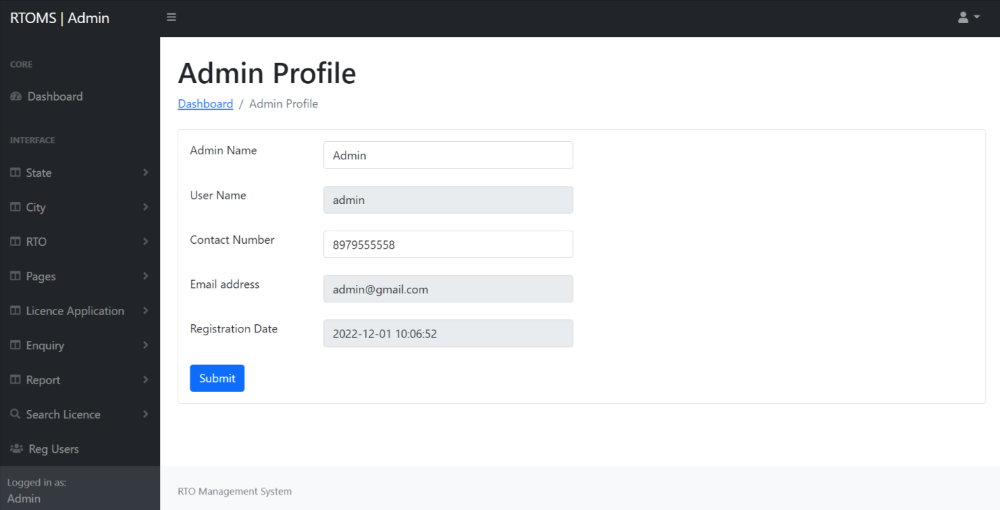 RTOMS | Admin
CORE
Dashboard
INTERFACE
State
City
RTO
Pages
Licence Application
Enquiry
Report
Search Licence
Reg Users
Logged in as:
Admin
Admin Profile
Dashboard / Admin Profile
Admin Name Admin
User Name admin
Contact Number 8979555558
Email address admin@gmail.com
Registration Date 2022-12-01 10:06:52
Submit
RTO Management System